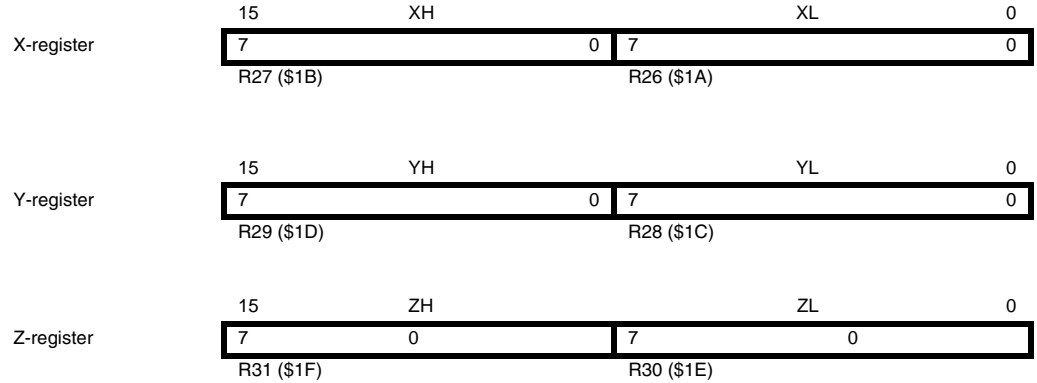 15 XH XL 0
X-register 7 0 7 0
R27 ($1B) R26 ($1A)
15 YH YL 0
Y-register 7 0 7 0
R29 ($1D) R28 ($1C)
15 ZH ZL 0
Z-register 7 0 7 0
R31 ($1F) R30 ($1E)